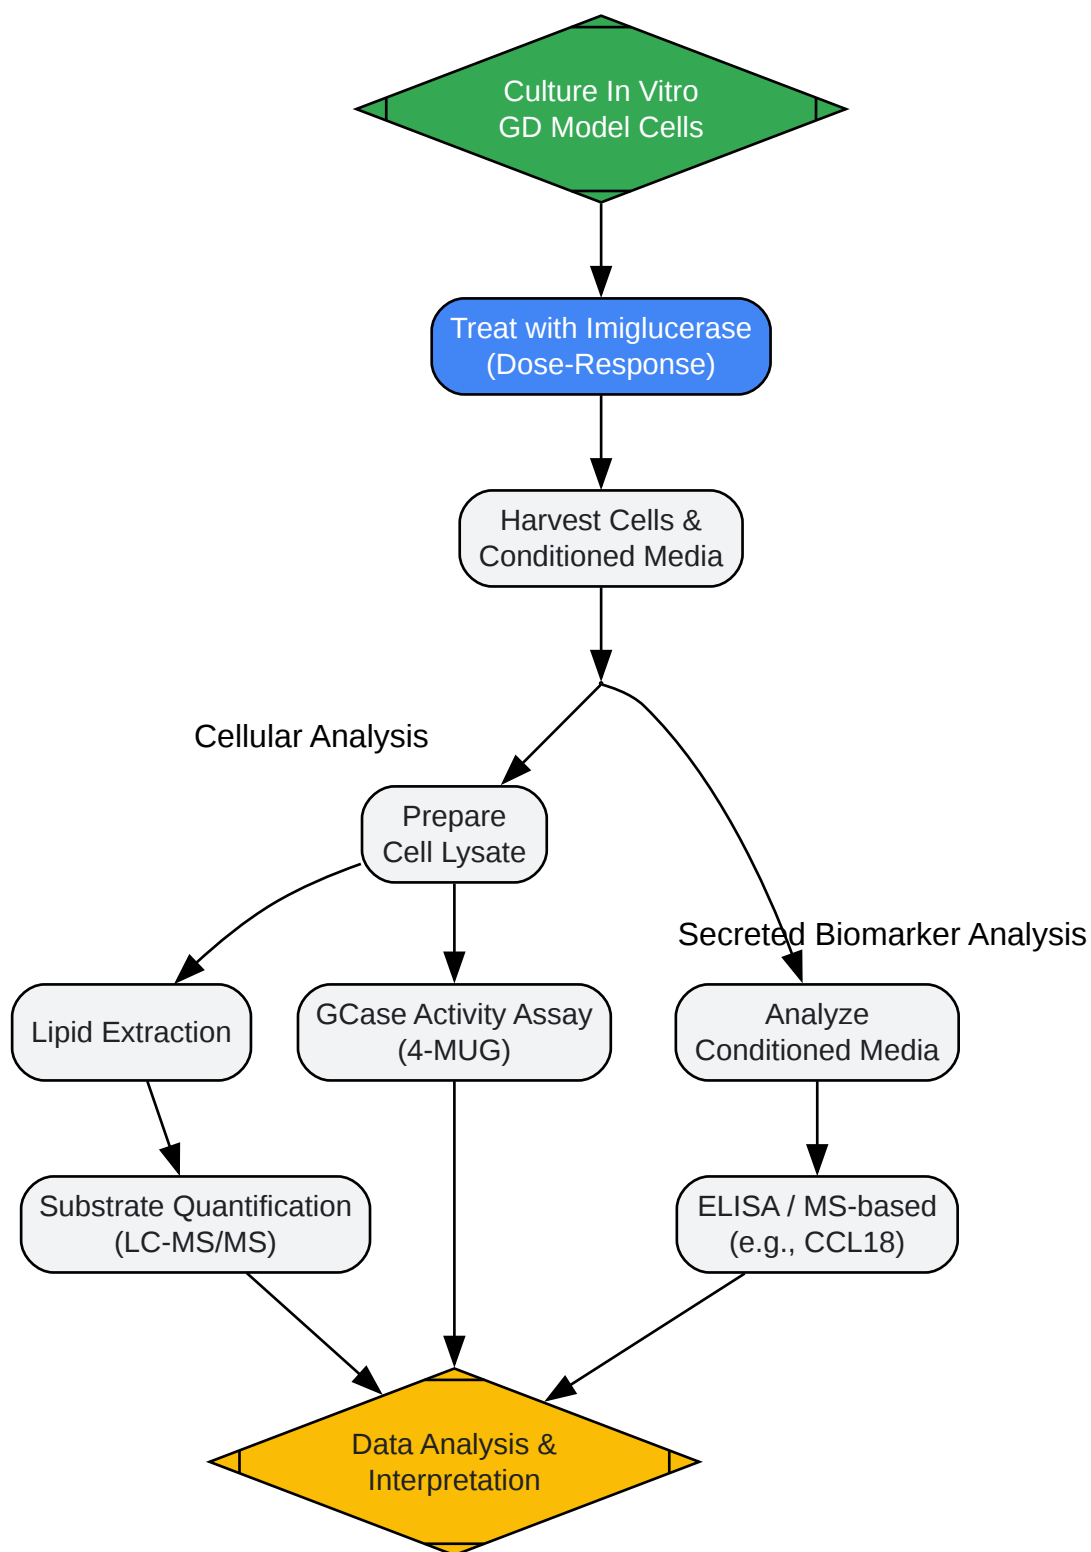 Culture In Vitro
GD Model Cells
Treat with Imiglucerase
(Dose-Response)
Harvest Cells &
Conditioned Media
Cellular Analysis
Prepare
Cell Lysate
Secreted Biomarker Analysis
Lipid Extraction
GCase Activity Assay
(4-MUG)
Analyze
Conditioned Media
Substrate Quantification
(LC-MS/MS)
ELISA / MS-based
(e.g., CCL18)
Data Analysis &
Interpretation